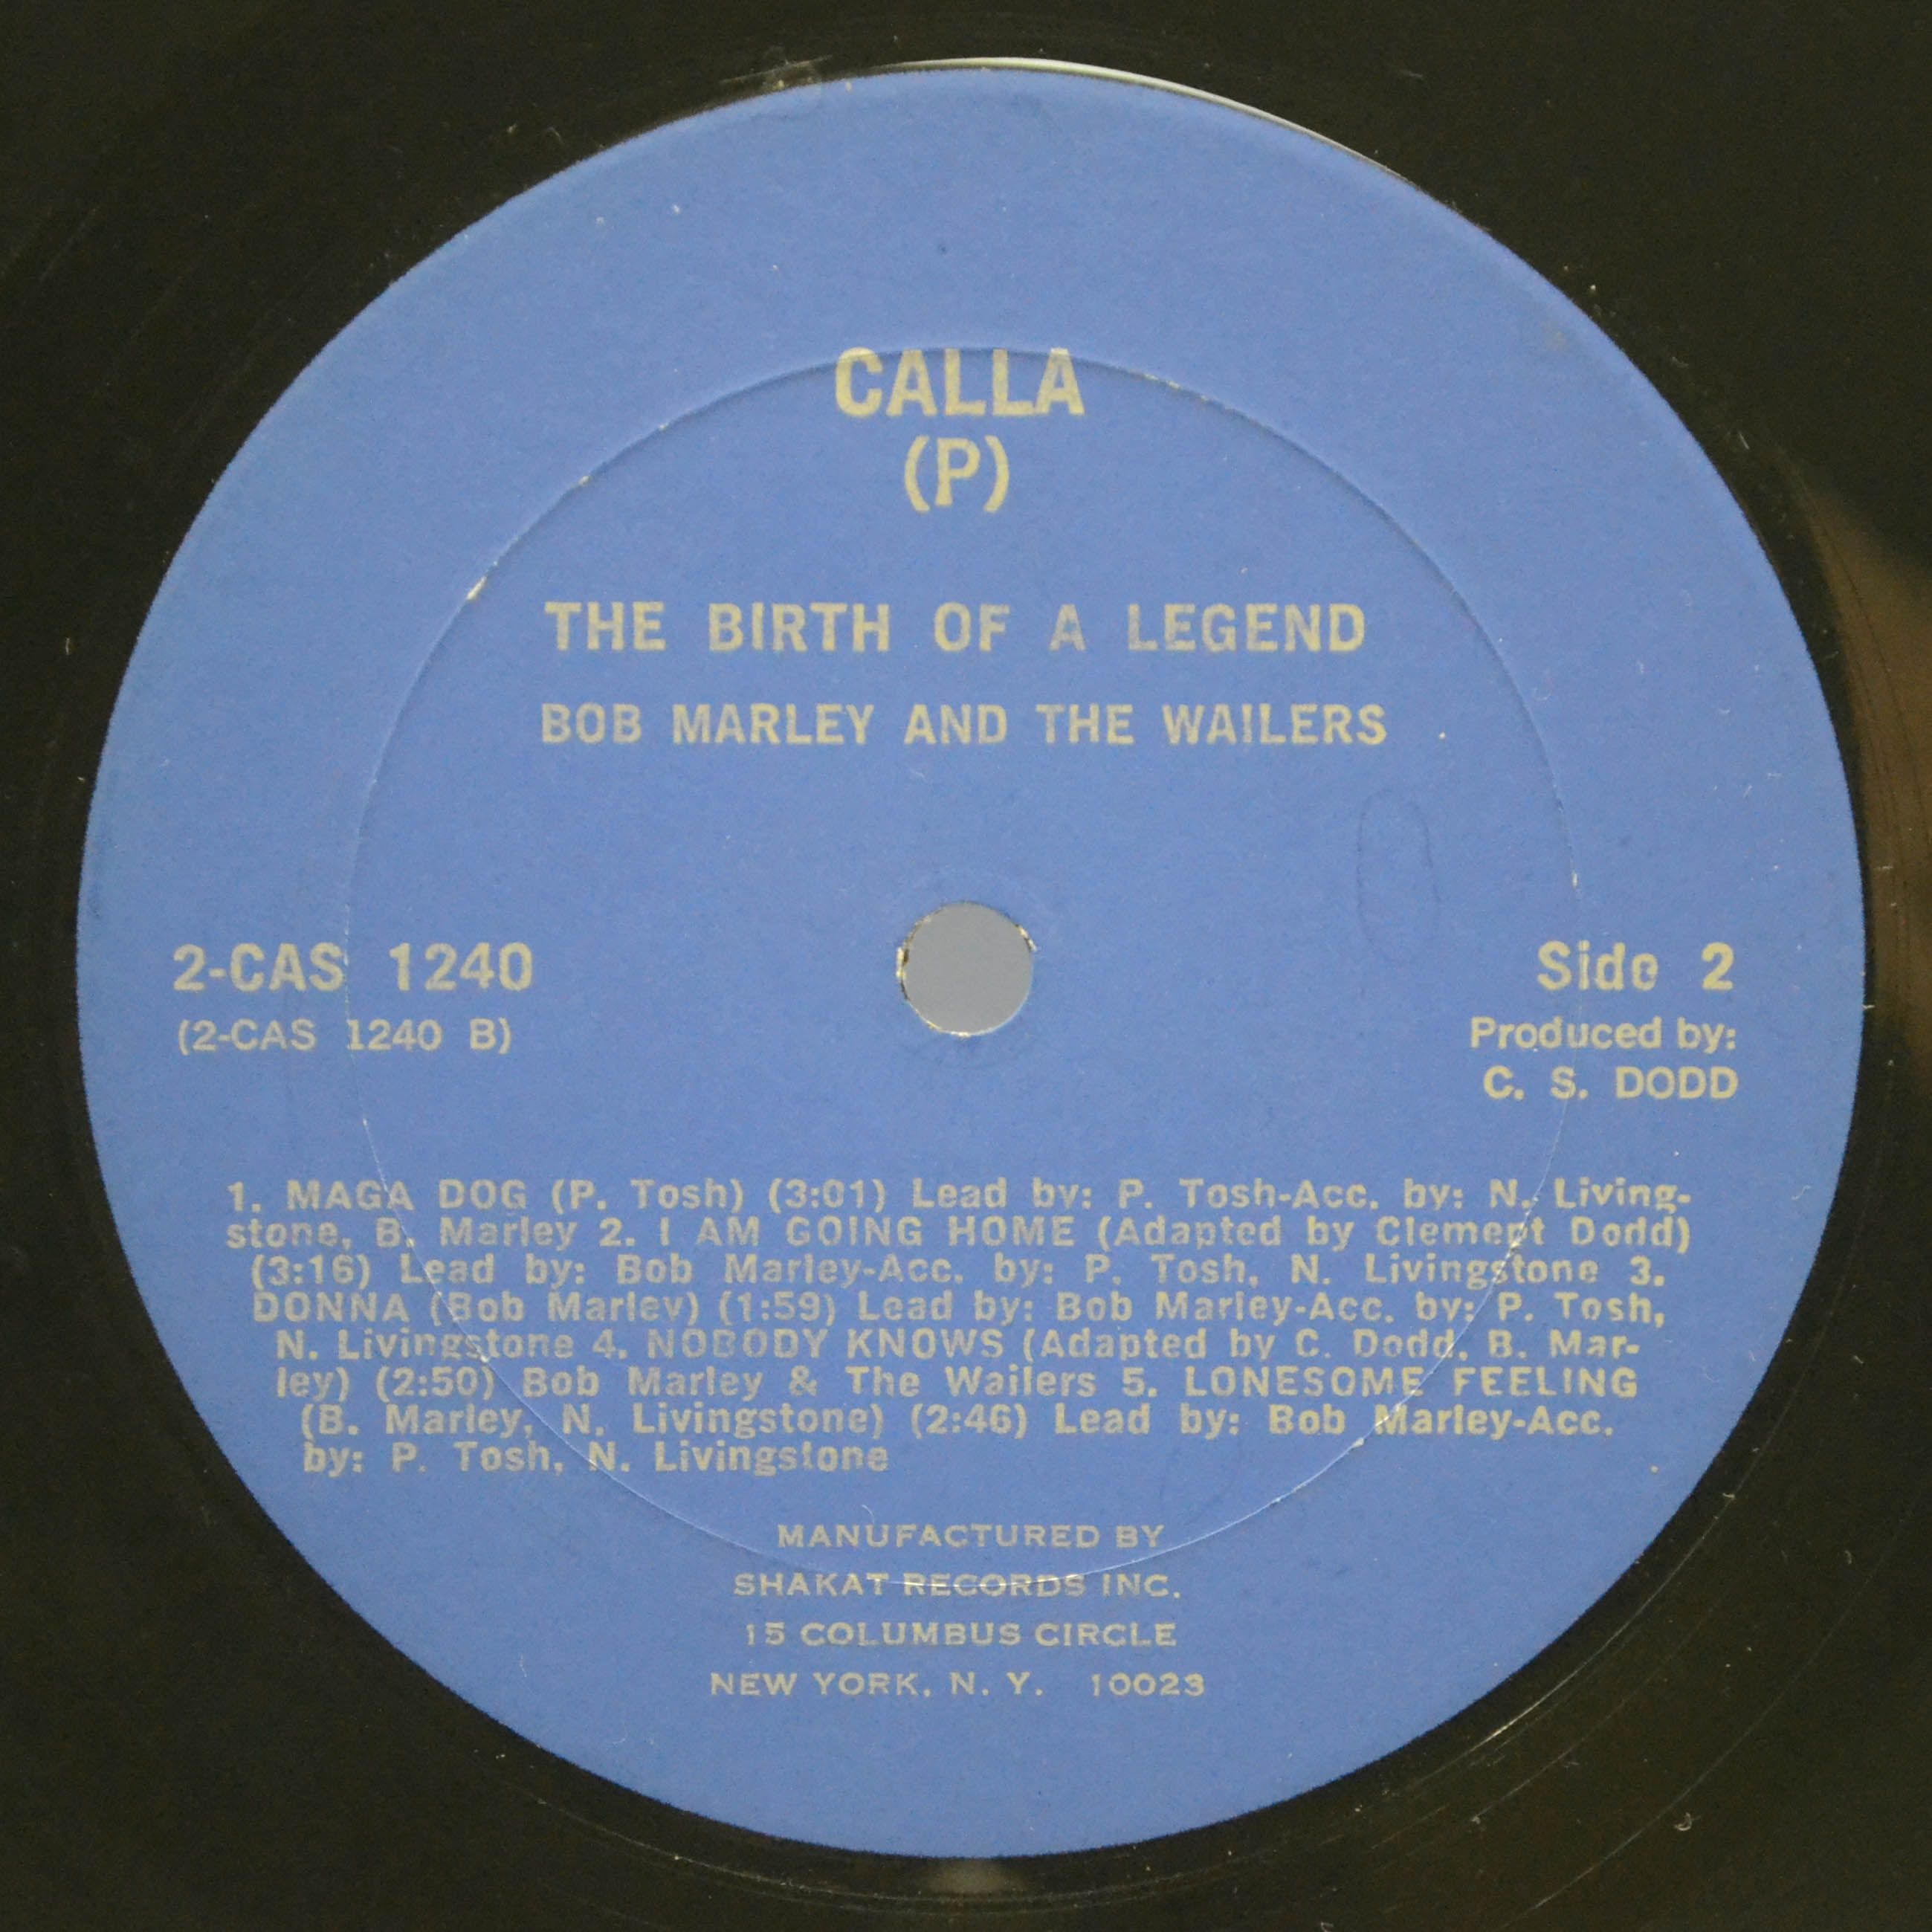 CALLA
(P)
THE BIRTH OF A LEGEND
BOB MARLEY AND THE WAILERS
2-CAS 1240
(2-CAS 1240 B)
Side 2
Produced by:
C. S. DODD
1. MAGA DOG (P. Tosh) (3:01) Lead by: P. Tosh-Acc. by: N. Living-
stone, B. Marley 2. I AM GOING HOME (Adapted by Clement Dodd)
(3:16) Lead by: Bob Marley-Acc. by: P. Tosh, N. Livingstone 3.
DONNA (Bob Marley) (1:59) Lead by: Bob Marley-Acc. by: P. Tosh,
N. Livingstone 4. NOBODY KNOWS (Adapted by C. Dodd, B. Mar-
ley) (2:50) Bob Marley & The Wailers 5. LONESOME FEELING
(B. Marley, N. Livingstone) (2:46) Lead by: Bob Marley-Acc.
by: P. Tosh, N. Livingstone
MANUFACTURED BY
SHAKAT RECORDS INC.
15 COLUMBUS CIRCLE
NEW YORK, N. Y. 10023